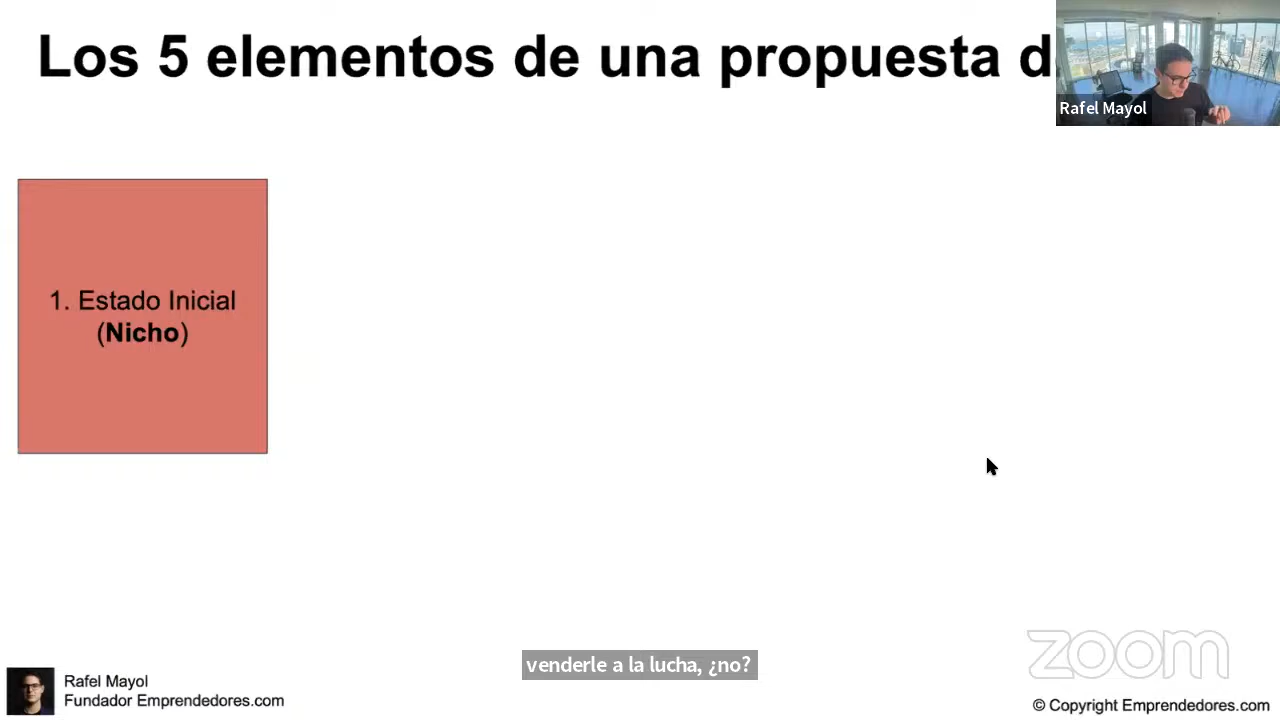 Los 5 elementos de una propuesta d
Rafel Mayol
1. Estado Inicial
(Nicho)
venderle a la lucha, ¿no?
zoom
Rafel Mayol
Fundador Emprendedores.com
© Copyright Emprendedores.com